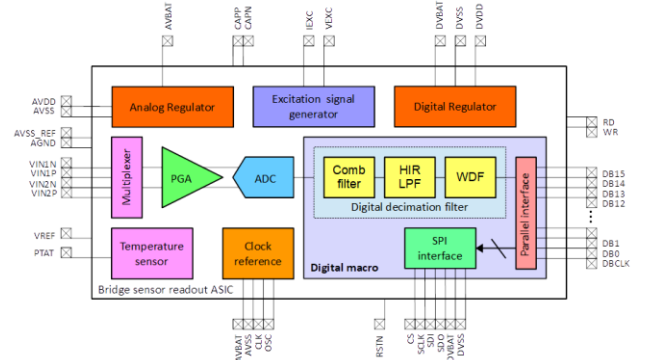 AVBAT
CAPP
CAPN
IEXC
VEXC
DVBAT
DVSS
DVDD
AVDD
AVSS
AVSS_REF
AGND
VIN1N
VIN1P
VIN2N
VIN2P
VREF
PTAT
Analog Regulator
Excitation signal
generator
Digital Regulator
Multiplexer
PGA
ADC
Comb
filter
HIR
LPF
WDF
Digital decimation filter
Parallel interface
Temperature
sensor
Clock
reference
SPI
interface
Digital macro
Bridge sensor readout ASIC
RD
WR
DB15
DB14
DB13
DB12
DB1
DB0
DBCLK
AVBAT
AVSS
CLK
OSC
RSTN
CS
SCLK
SDI
SDO
DVBAT
DVSS